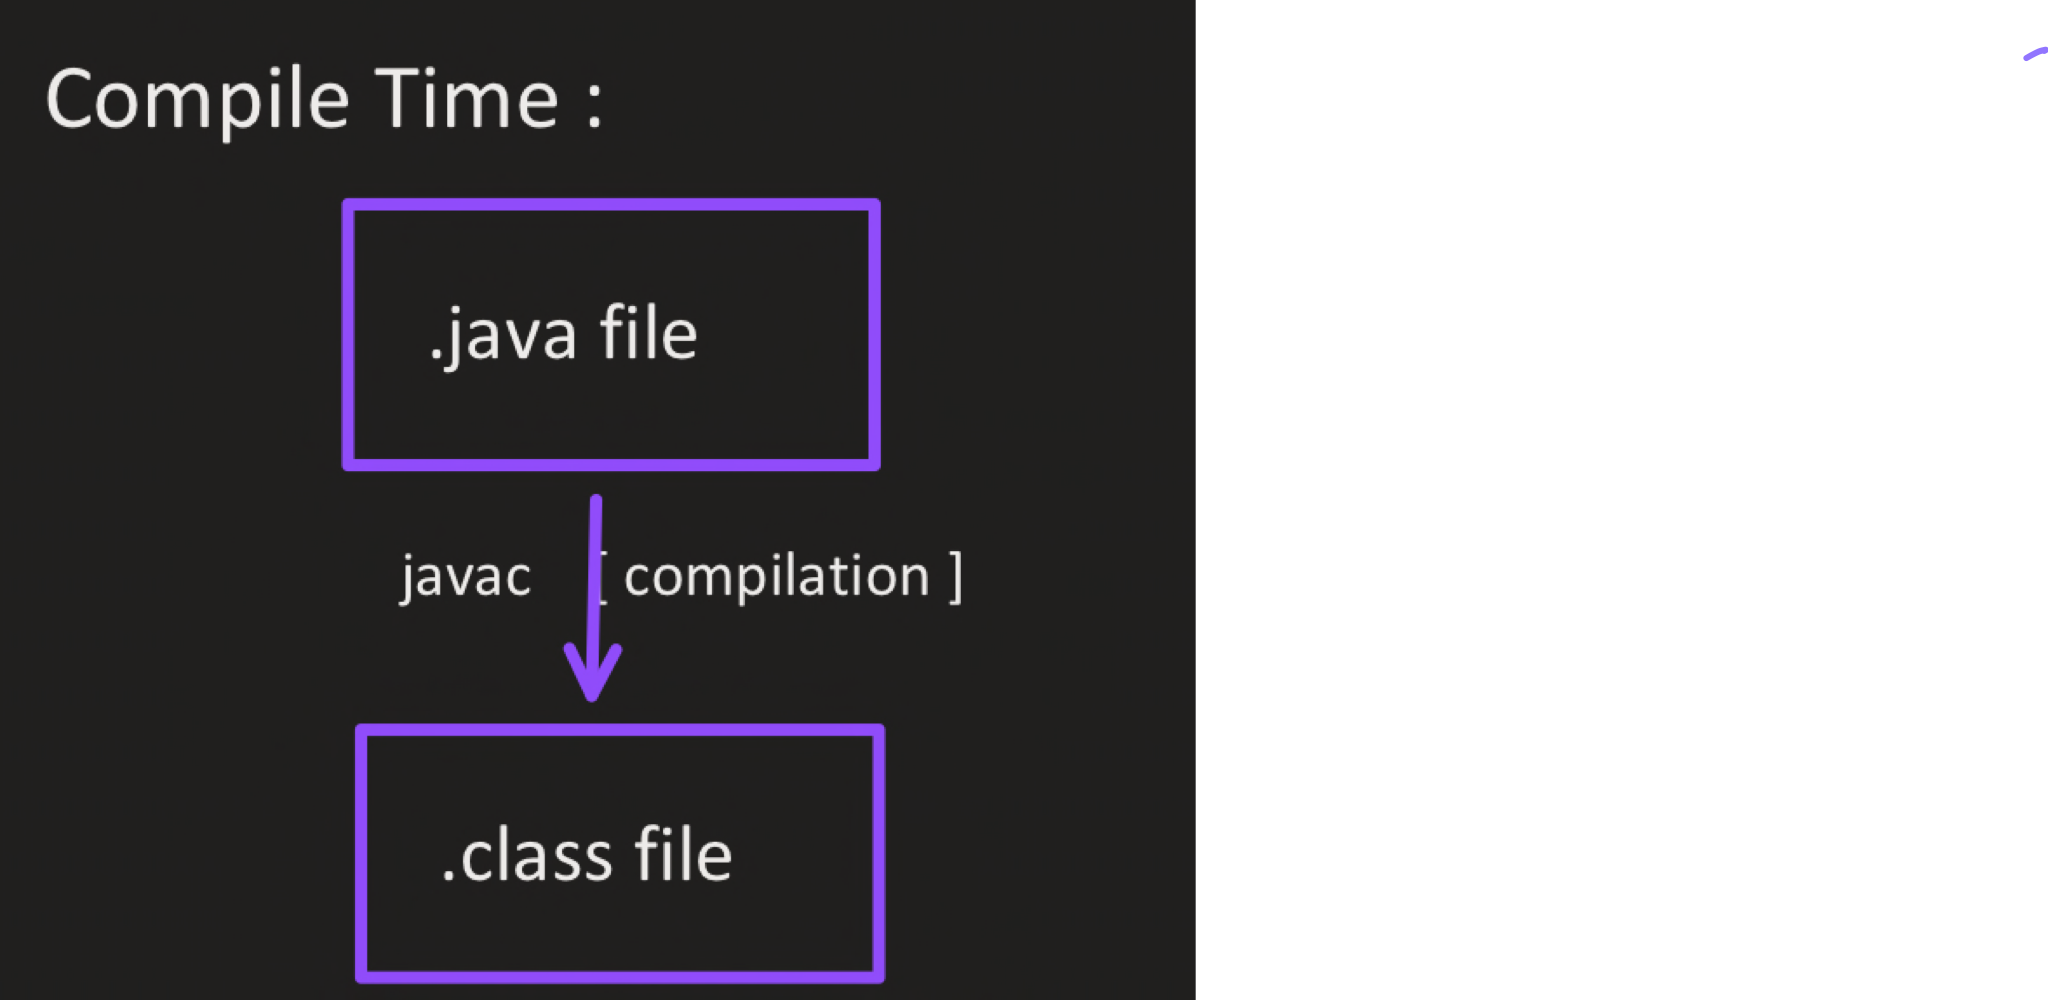 Compile Time :
.java file
javac [ compilation ]
.class file